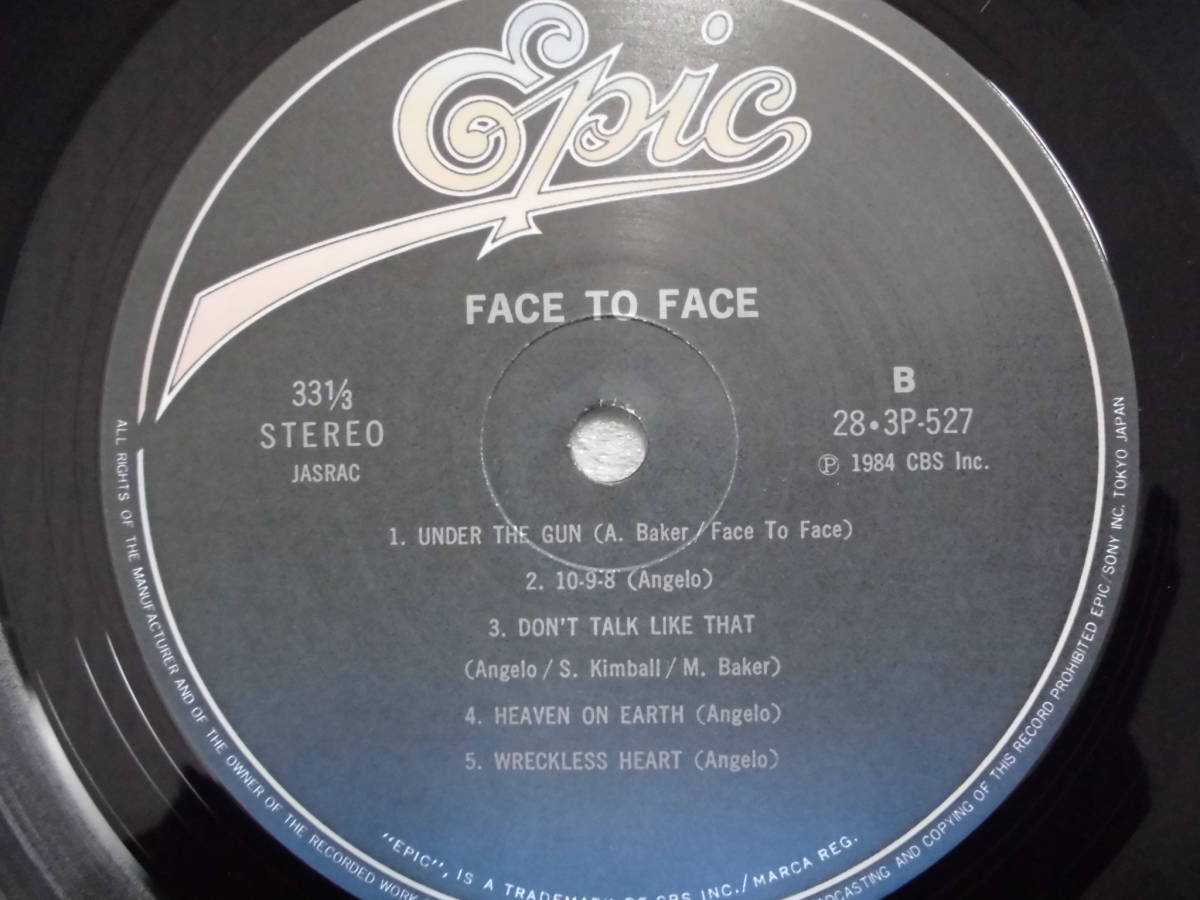 Epic
FACE TO FACE
33 1/3
STEREO
JASRAC
B
28・3P-527
Ⓟ 1984 CBS Inc.
1. UNDER THE GUN (A. Baker/Face To Face)
2. 10-9-8 (Angelo)
3. DON'T TALK LIKE THAT
(Angelo/S. Kimball/M. Baker)
4. HEAVEN ON EARTH (Angelo)
5. WRECKLESS HEART (Angelo)
ALL RIGHTS OF THE MANUFACTURER AND OF THE OWNER OF THE RECORDED WORK
COPYING OF THIS RECORD PROHIBITED EPIC/SONY INC. TOKYO JAPAN
"EPIC", IS A TRADEMARK OF CBS INC./MARCA REG.